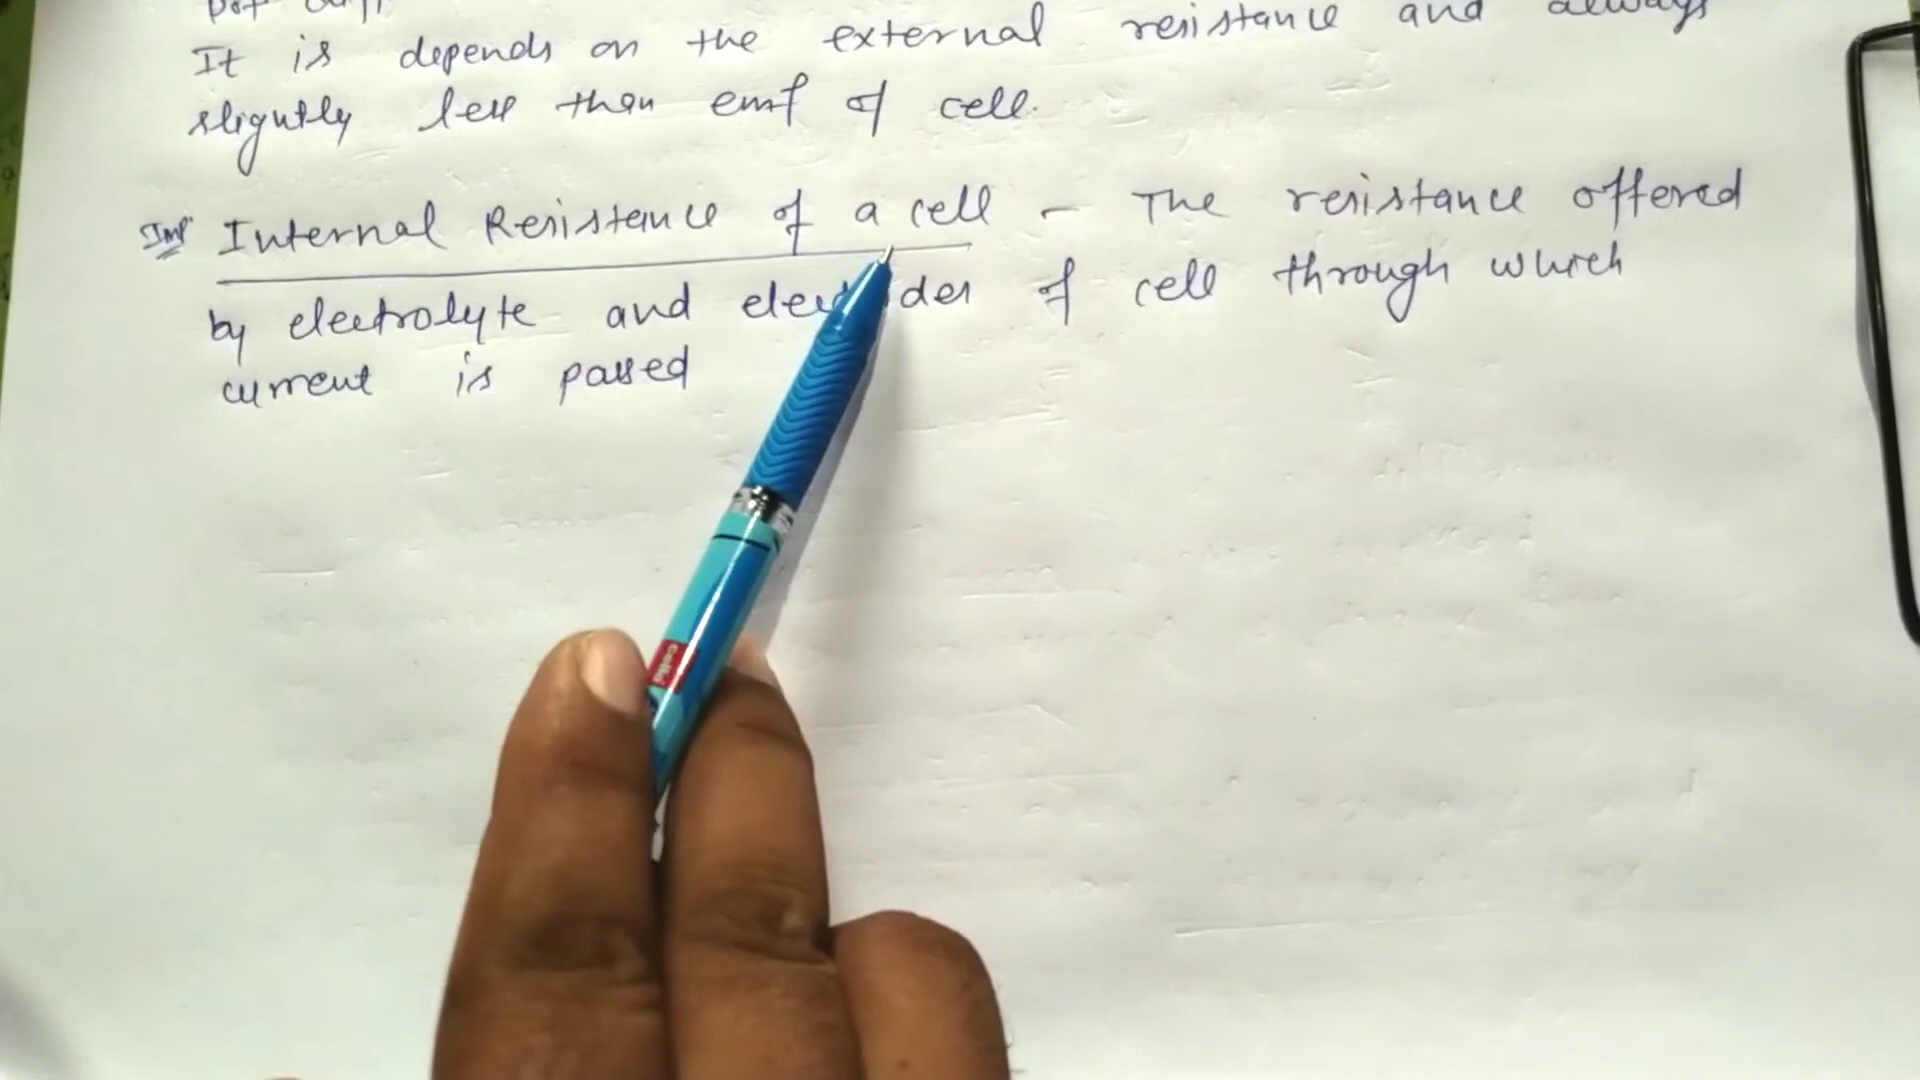 It is depends on the external resistance and always
slightly less than emf of cell.
Imp Internal Resistance of a cell - The resistance offered
by electrolyte and of cell through which
current is passed
cello